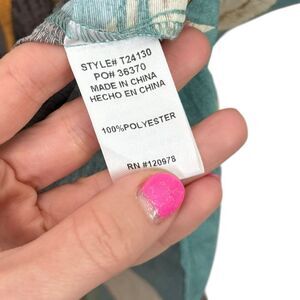 STYLE# T24130
PO# 36370
MADE IN CHINA
HECHO EN CHINA
100%POLYESTER
RN #120978